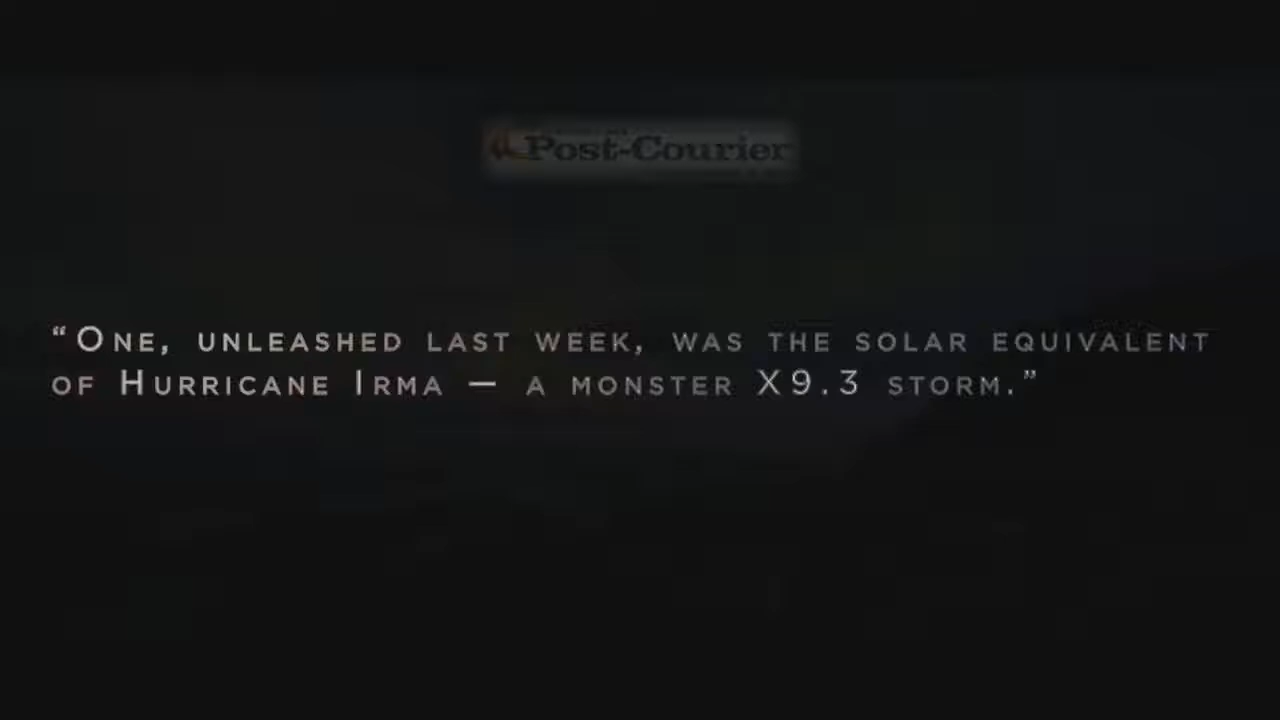 Post-Courier
“One, unleashed last week, was the solar equivalent
of Hurricane Irma – a monster X9.3 storm.”